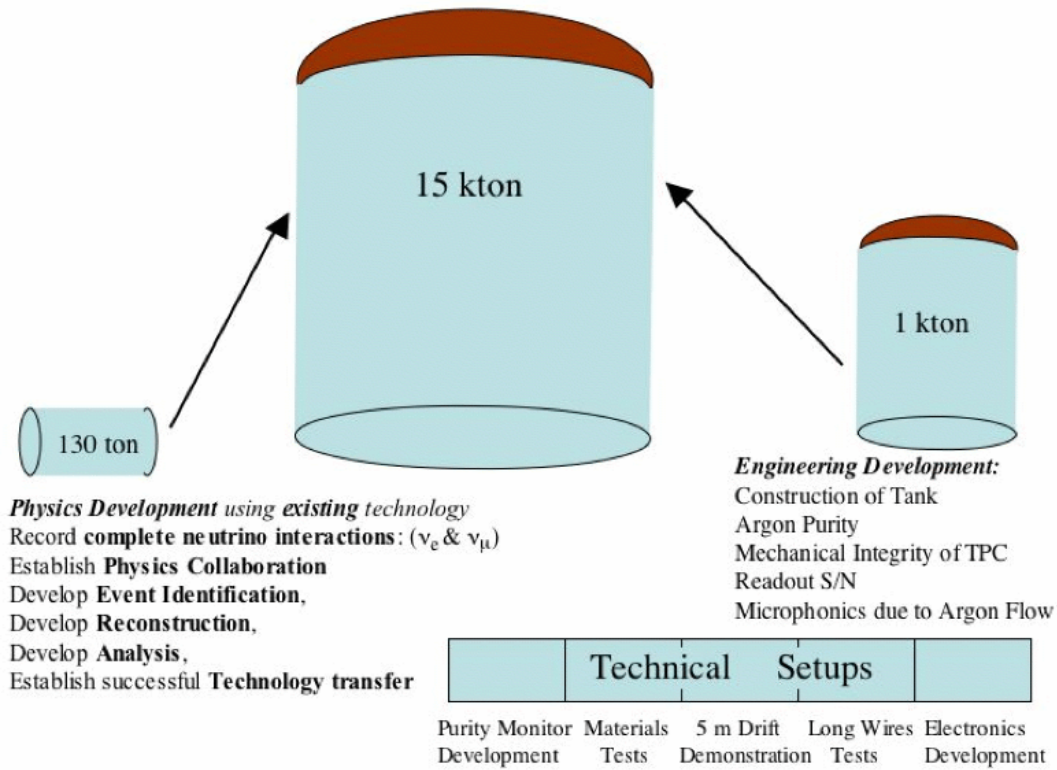 15 kton
1 kton
130 ton
Physics Development using existing technology
Record complete neutrino interactions: (νe & νμ)
Establish Physics Collaboration
Develop Event Identification,
Develop Reconstruction,
Develop Analysis,
Establish successful Technology transfer
Engineering Development:
Construction of Tank
Argon Purity
Mechanical Integrity of TPC
Readout S/N
Microphonics due to Argon Flow
Technical Setups
Purity Monitor
Development
Materials
Tests
5 m Drift
Demonstration
Long Wires
Tests
Electronics
Development